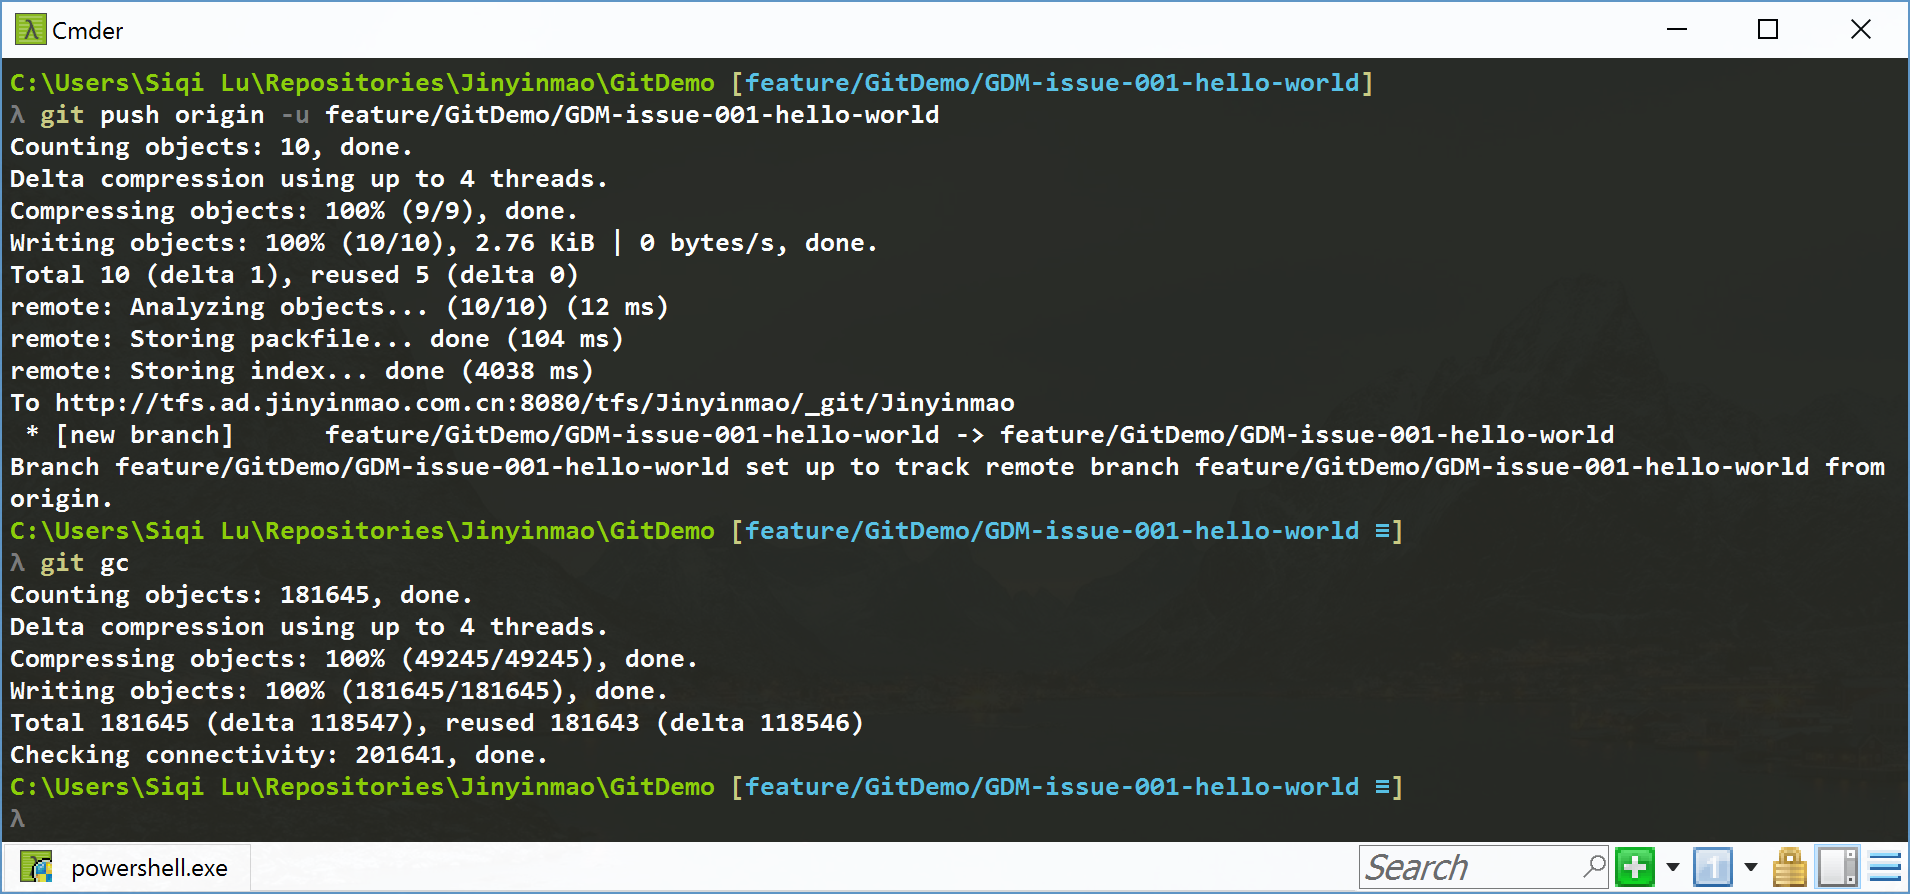 Cmder
C:\Users\Siqi Lu\Repositories\Jinyinmao\GitDemo [feature/GitDemo/GDM-issue-001-hello-world]
λ git push origin -u feature/GitDemo/GDM-issue-001-hello-world
Counting objects: 10, done.
Delta compression using up to 4 threads.
Compressing objects: 100% (9/9), done.
Writing objects: 100% (10/10), 2.76 KiB | 0 bytes/s, done.
Total 10 (delta 1), reused 5 (delta 0)
remote: Analyzing objects... (10/10) (12 ms)
remote: Storing packfile... done (104 ms)
remote: Storing index... done (4038 ms)
To http://tfs.ad.jinyinmao.com.cn:8080/tfs/Jinyinmao/_git/Jinyinmao
 * [new branch]      feature/GitDemo/GDM-issue-001-hello-world -> feature/GitDemo/GDM-issue-001-hello-world
Branch feature/GitDemo/GDM-issue-001-hello-world set up to track remote branch feature/GitDemo/GDM-issue-001-hello-world from
origin.
C:\Users\Siqi Lu\Repositories\Jinyinmao\GitDemo [feature/GitDemo/GDM-issue-001-hello-world ≡]
λ git gc
Counting objects: 181645, done.
Delta compression using up to 4 threads.
Compressing objects: 100% (49245/49245), done.
Writing objects: 100% (181645/181645), done.
Total 181645 (delta 118547), reused 181643 (delta 118546)
Checking connectivity: 201641, done.
C:\Users\Siqi Lu\Repositories\Jinyinmao\GitDemo [feature/GitDemo/GDM-issue-001-hello-world ≡]
λ
powershell.exe
Search
1